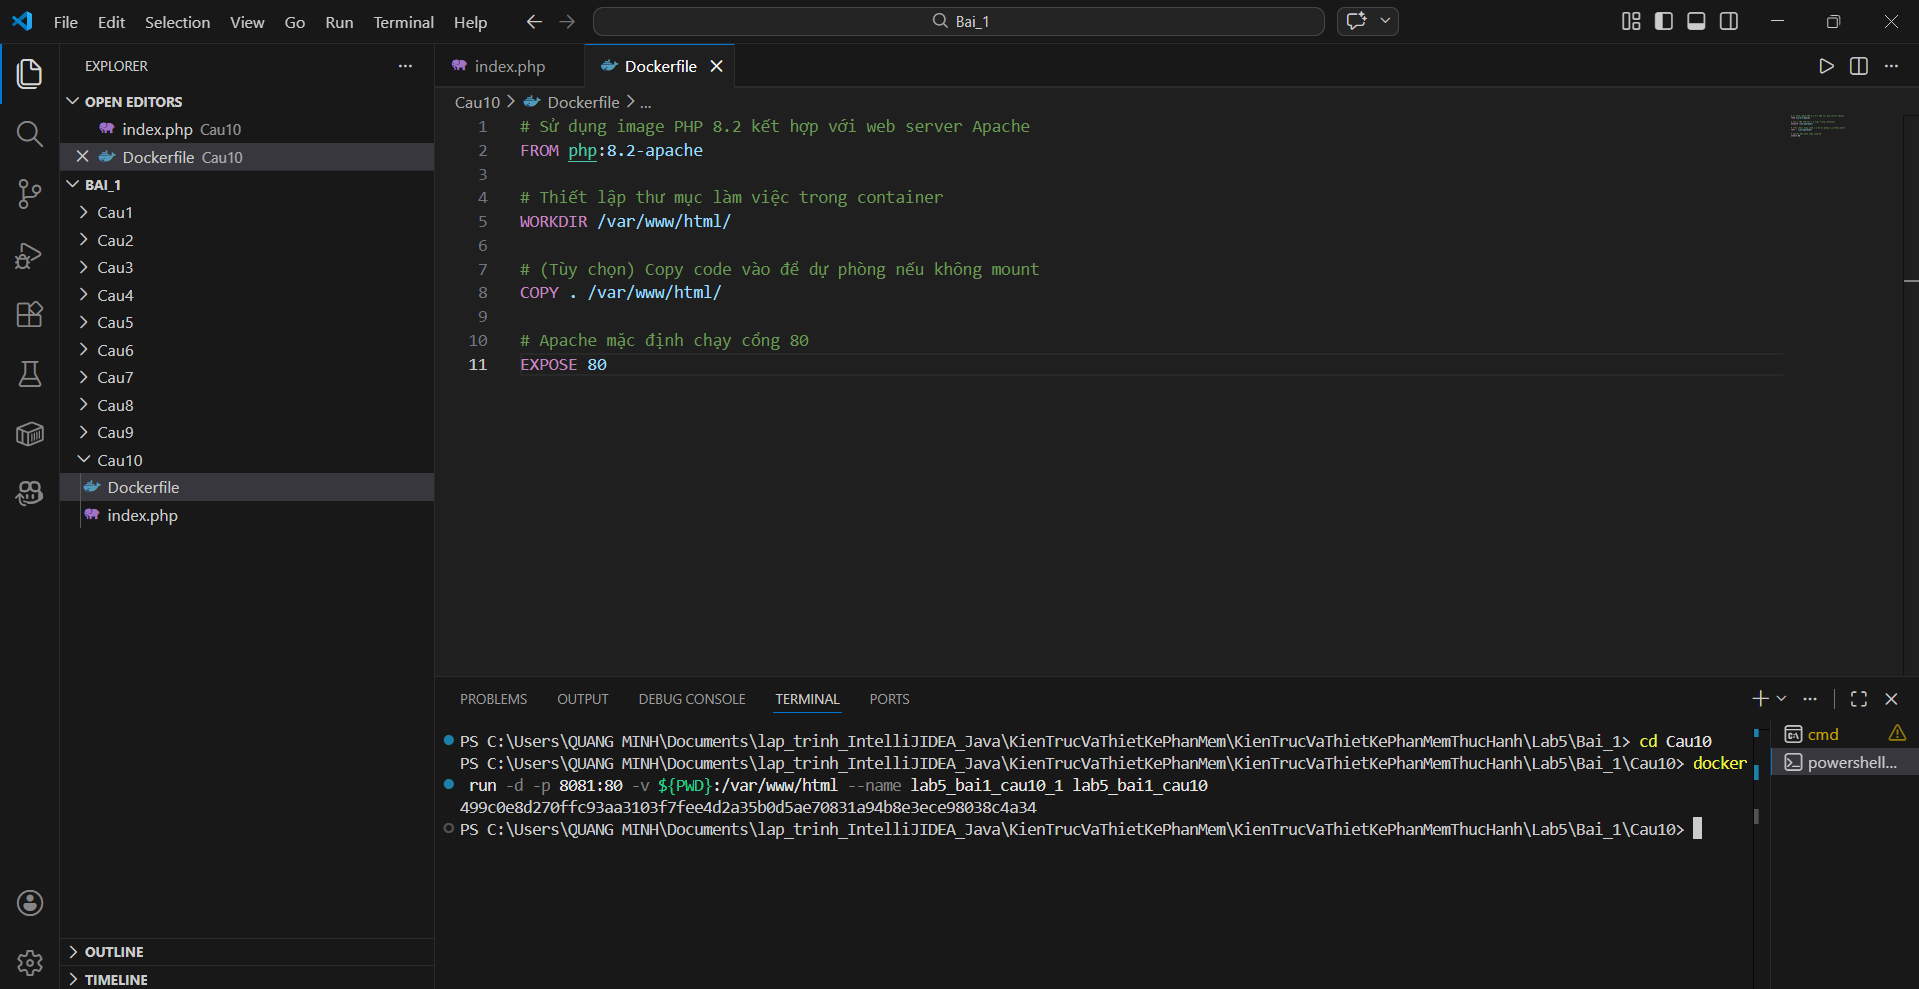 File Edit Selection View Go Run Terminal Help
Bai_1
EXPLORER
OPEN EDITORS
index.php Cau10
Dockerfile Cau10
BAI_1
Cau1
Cau2
Cau3
Cau4
Cau5
Cau6
Cau7
Cau8
Cau9
Cau10
Dockerfile
index.php
OUTLINE
TIMELINE
index.php Dockerfile
Cau10 > Dockerfile > ...
1 # Sử dụng image PHP 8.2 kết hợp với web server Apache
2 FROM php:8.2-apache
3
4 # Thiết lập thư mục làm việc trong container
5 WORKDIR /var/www/html/
6
7 # (Tùy chọn) Copy code vào để dự phòng nếu không mount
8 COPY . /var/www/html/
9
10 # Apache mặc định chạy cổng 80
11 EXPOSE 80
PROBLEMS OUTPUT DEBUG CONSOLE TERMINAL PORTS
PS C:\Users\QUANG MINH\Documents\lap_trinh_IntelliJIDEA_Java\KienTrucVaThietKePhanMem\KienTrucVaThietKePhanMemThucHanh\Lab5\Bai_1> cd Cau10
PS C:\Users\QUANG MINH\Documents\lap_trinh_IntelliJIDEA_Java\KienTrucVaThietKePhanMem\KienTrucVaThietKePhanMemThucHanh\Lab5\Bai_1\Cau10> docker
run -d -p 8081:80 -v ${PWD}:/var/www/html --name lab5_bai1_cau10_1 lab5_bai1_cau10
499c0e8d270ffc93aa3103f7fee4d2a35b0d5ae70831a94b8e3ece98038c4a34
PS C:\Users\QUANG MINH\Documents\lap_trinh_IntelliJIDEA_Java\KienTrucVaThietKePhanMem\KienTrucVaThietKePhanMemThucHanh\Lab5\Bai_1\Cau10>
cmd
powershell...